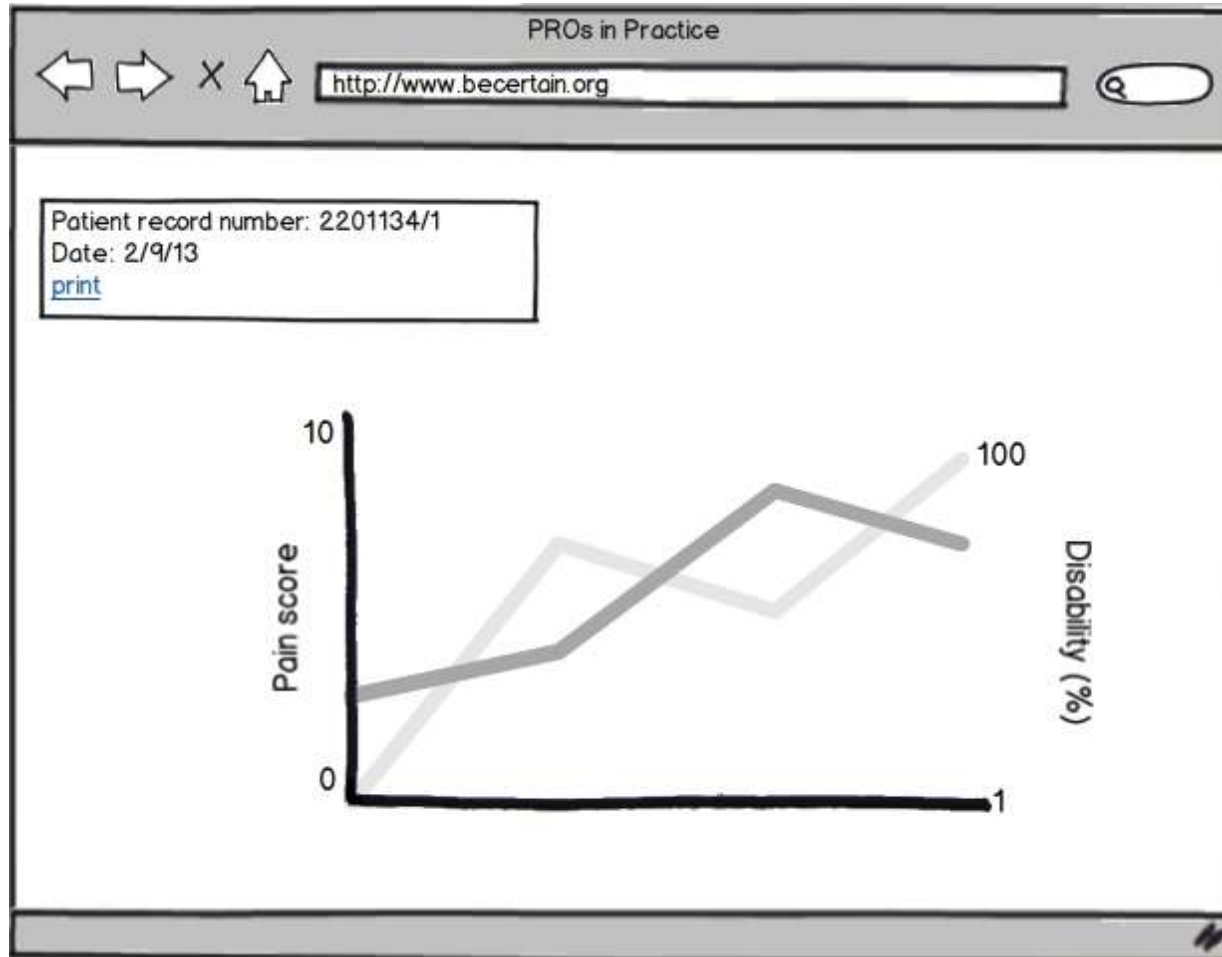 PROs in Practice
http://www.becertain.org
Patient record number: 2201134/1
Date: 2/9/13
print
10
100
Pain score
Disability (%)
0
1